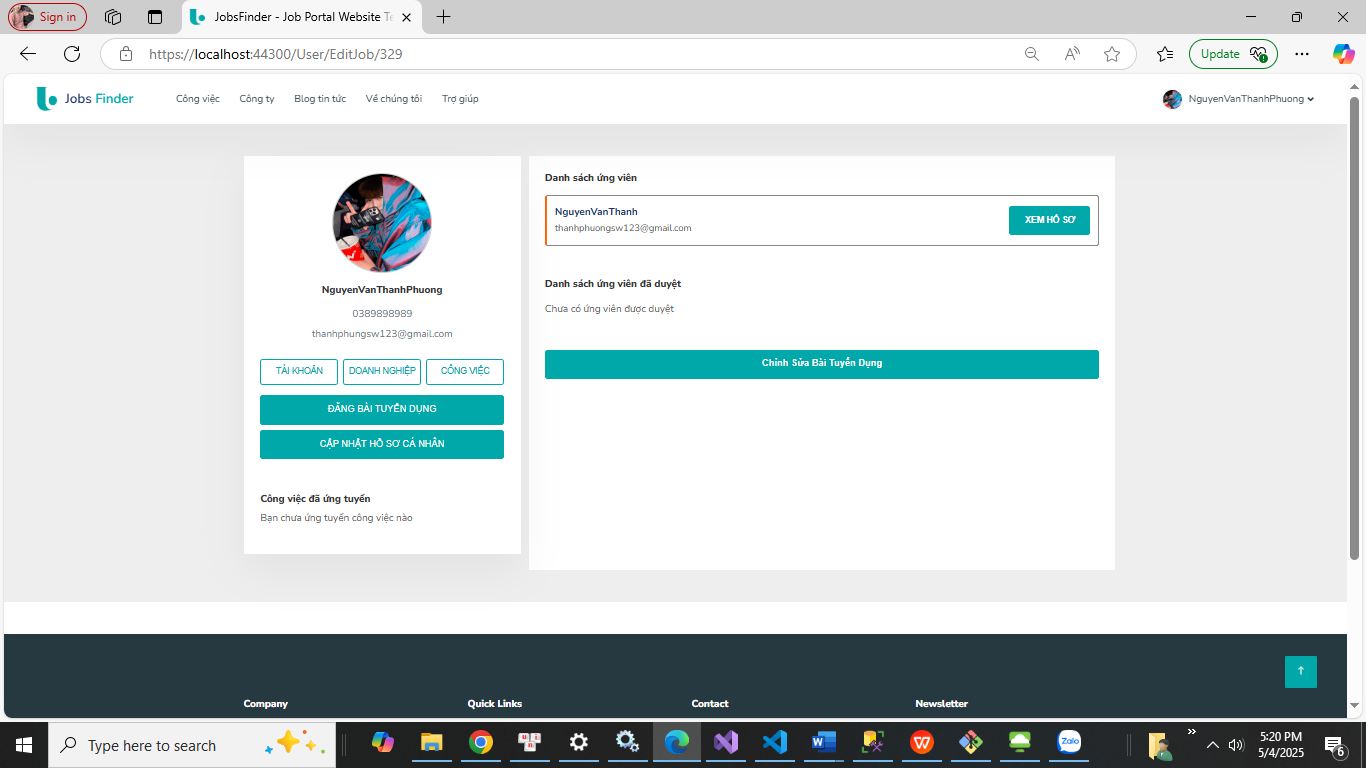 Sign in
JobsFinder - Job Portal Website Te
https://localhost:44300/User/EditJob/329
Update
Jobs Finder
Công việc
Công ty
Blog tin tức
Về chúng tôi
Trợ giúp
NguyenVanThanhPhuong
NguyenVanThanhPhuong
0389898989
thanhphungsw123@gmail.com
TÀI KHOẢN
DOANH NGHIỆP
CÔNG VIỆC
ĐĂNG BÀI TUYỂN DỤNG
CẬP NHẬT HỒ SƠ CÁ NHÂN
Công việc đã ứng tuyển
Bạn chưa ứng tuyển công việc nào
Danh sách ứng viên
NguyenVanThanh
thanhphuongsw123@gmail.com
XEM HỒ SƠ
Danh sách ứng viên đã duyệt
Chưa có ứng viên được duyệt
Chỉnh Sửa Bài Tuyển Dụng
Company
Quick Links
Contact
Newsletter
Type here to search
Zalo
5:20 PM
5/4/2025
6